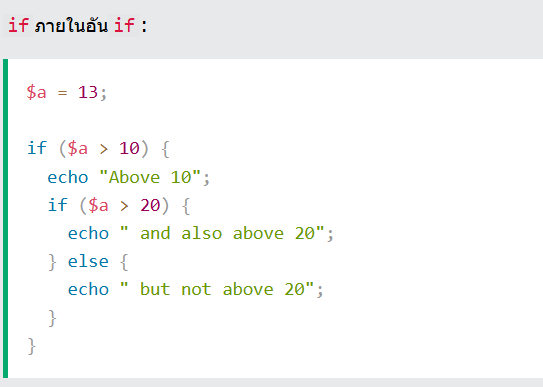 if ภายในอัน if :
$a = 13;
if ($a > 10) {
echo "Above 10";
if ($a > 20) {
echo " and also above 20";
} else {
echo " but not above 20";
}
}